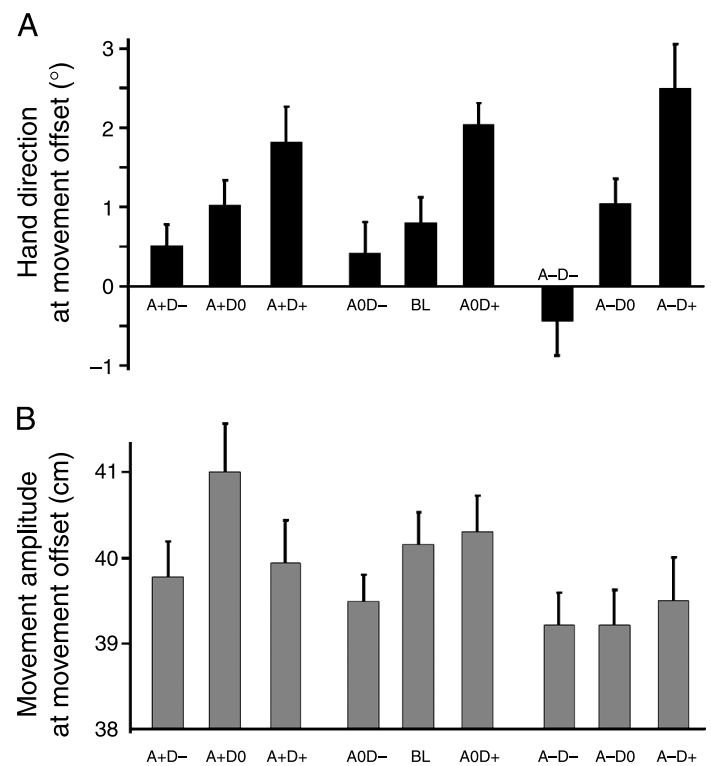 A
Hand direction
at movement offset (°)
3
2
1
0
−1
A+D−
A+D0
A+D+
A0D−
BL
A0D+
A−D−
A−D0
A−D+
B
Movement amplitude
at movement offset (cm)
41
40
39
38
A+D−
A+D0
A+D+
A0D−
BL
A0D+
A−D−
A−D0
A−D+